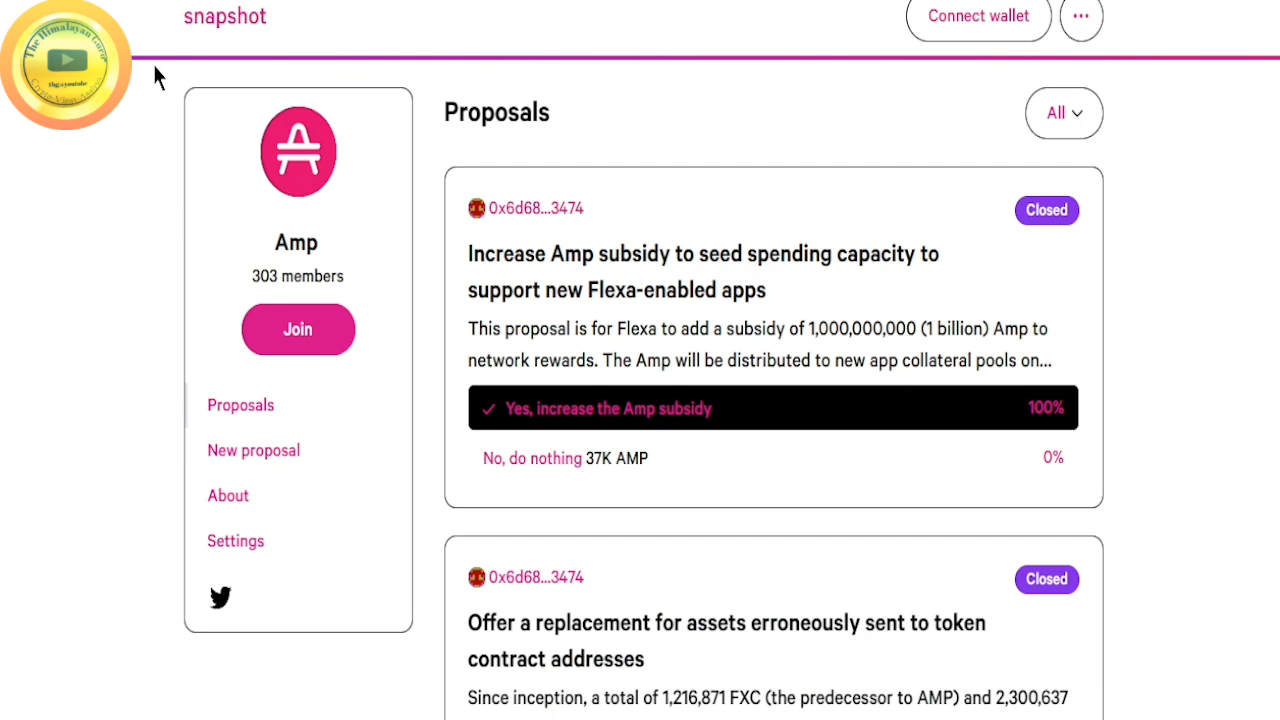 snapshot
Connect wallet
The Himalayan Guru
thg@youtube
Amp
303 members
Join
Proposals
New proposal
About
Settings
Proposals
All
0x6d68...3474
Closed
Increase Amp subsidy to seed spending capacity to
support new Flexa-enabled apps
This proposal is for Flexa to add a subsidy of 1,000,000,000 (1 billion) Amp to
network rewards. The Amp will be distributed to new app collateral pools on...
Yes, increase the Amp subsidy 100%
No, do nothing 37K AMP 0%
0x6d68...3474
Closed
Offer a replacement for assets erroneously sent to token
contract addresses
Since inception, a total of 1,216,871 FXC (the predecessor to AMP) and 2,300,637